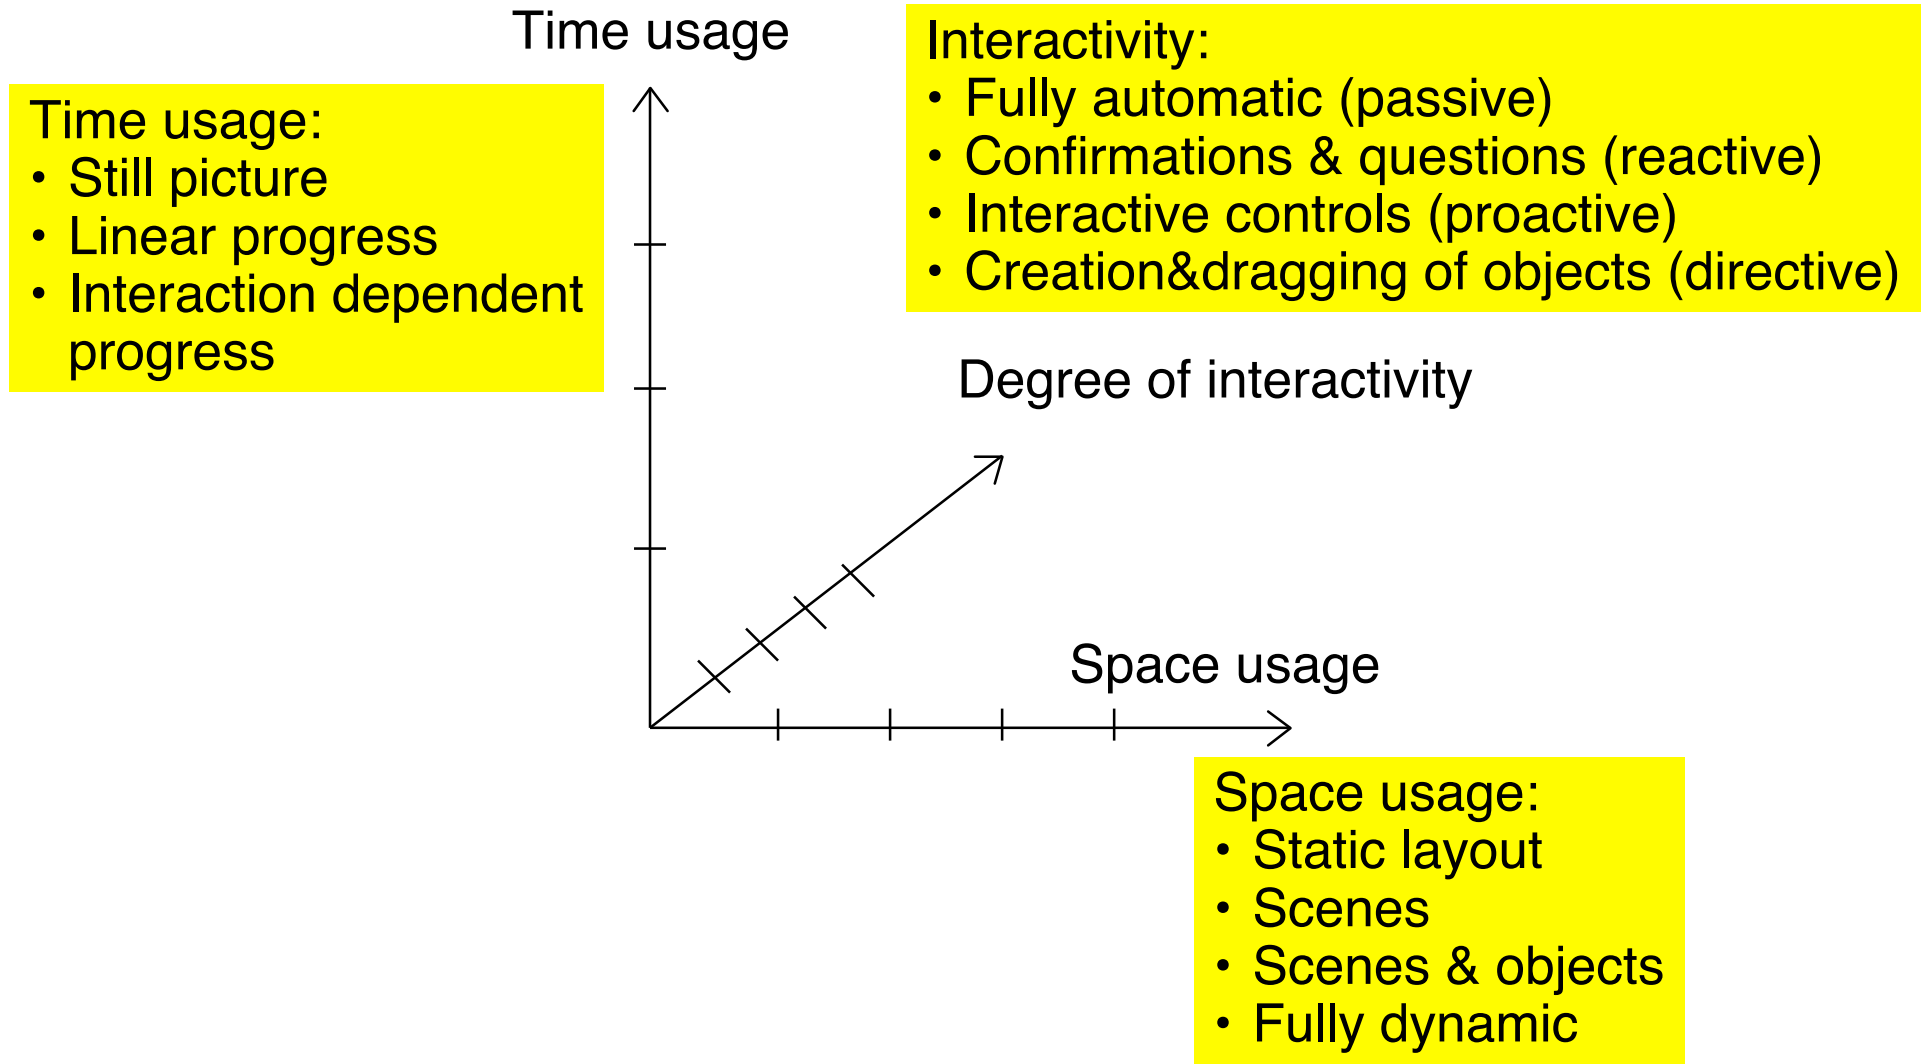 Time usage
Time usage:
• Still picture
• Linear progress
• Interaction dependent
progress
Interactivity:
• Fully automatic (passive)
• Confirmations & questions (reactive)
• Interactive controls (proactive)
• Creation&dragging of objects (directive)
Degree of interactivity
Space usage
Space usage:
• Static layout
• Scenes
• Scenes & objects
• Fully dynamic